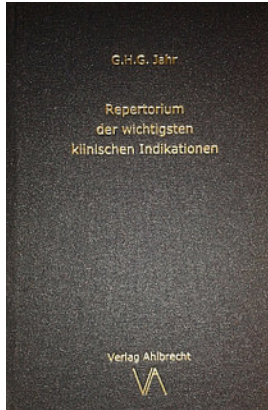 G.H.G. Jahr
Repertorium
der wichtigsten
klinischen Indikationen
Verlag Ahlbrecht
VA